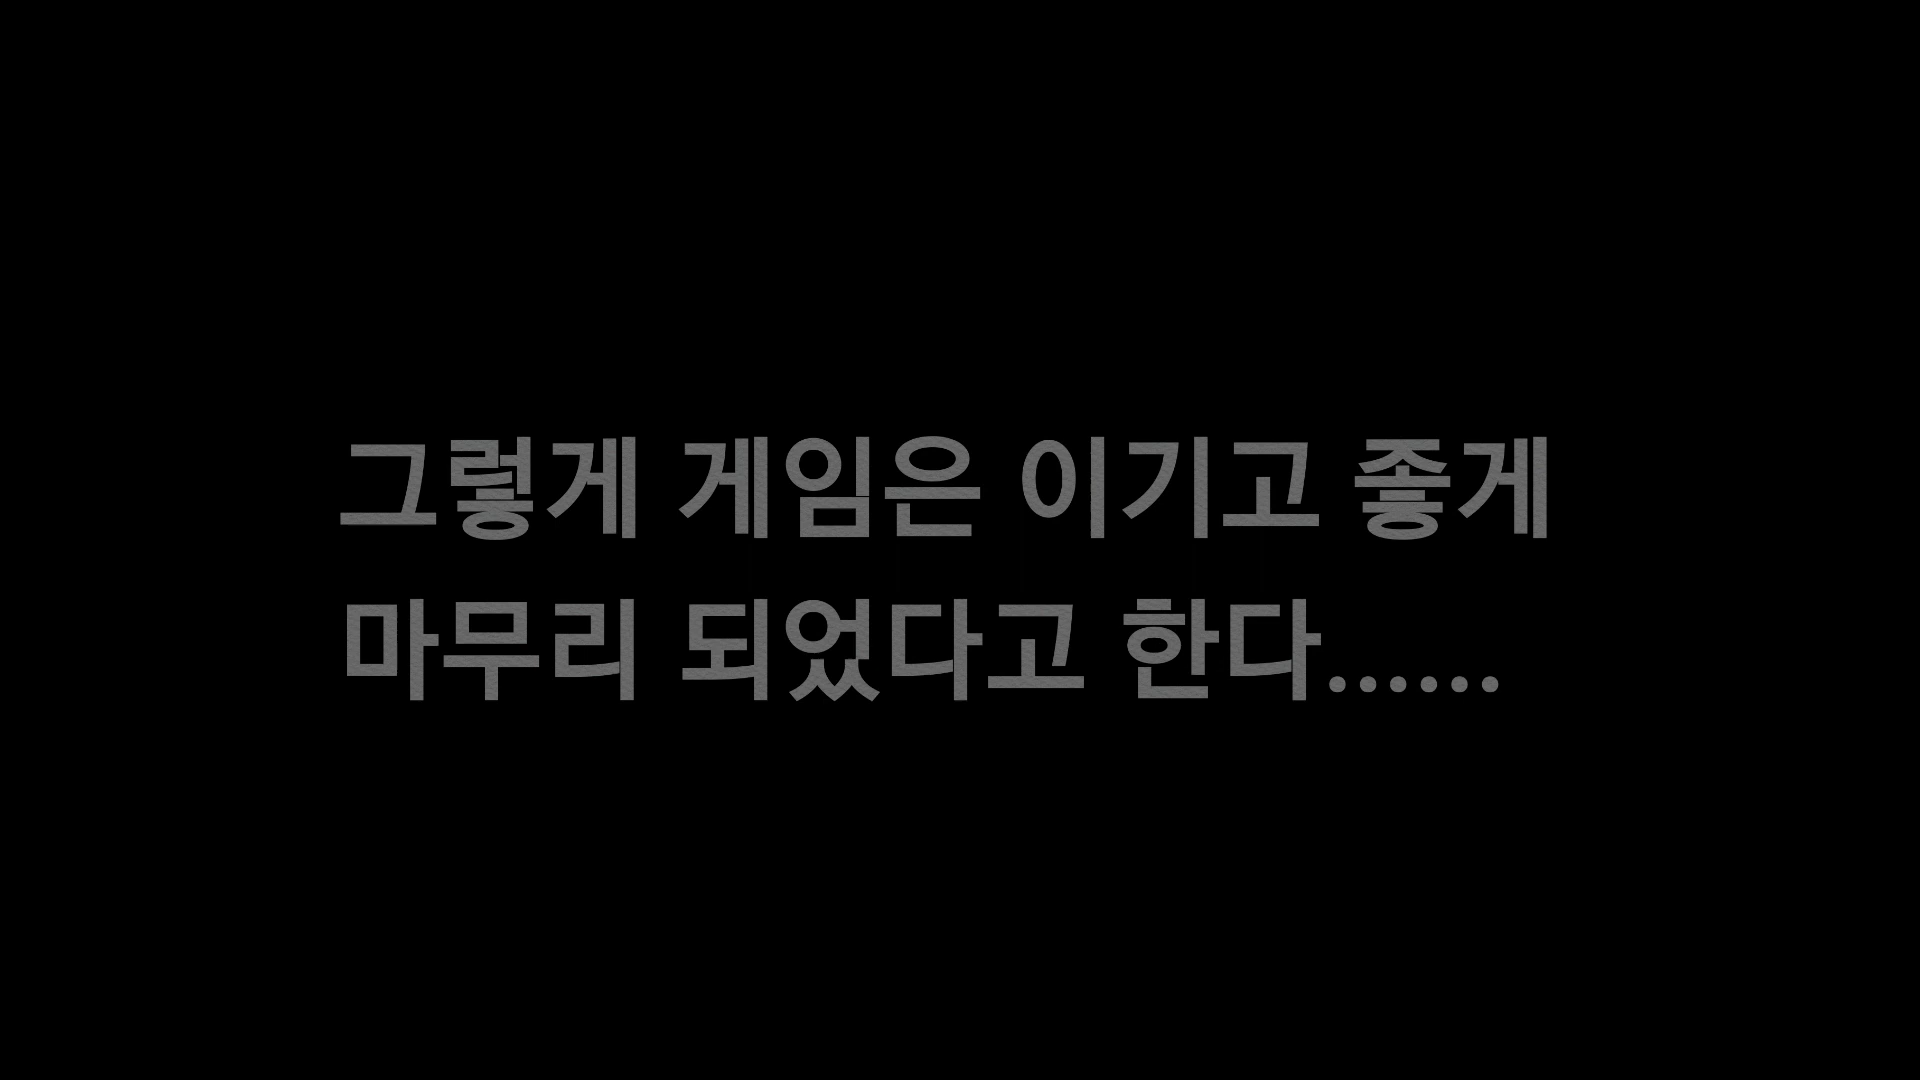 그렇게 게임은 이기고 좋게
마무리 되었다고 한다......